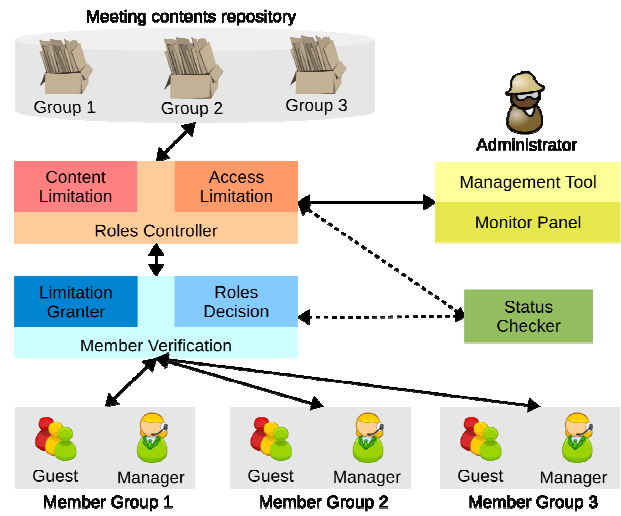 Meeting contents repository
Group 1
Group 2
Group 3
Administrator
Content
Limitation
Access
Limitation
Roles Controller
Management Tool
Monitor Panel
Limitation
Granter
Roles
Decision
Member Verification
Status
Checker
Guest
Manager
Member Group 1
Guest
Manager
Member Group 2
Guest
Manager
Member Group 3